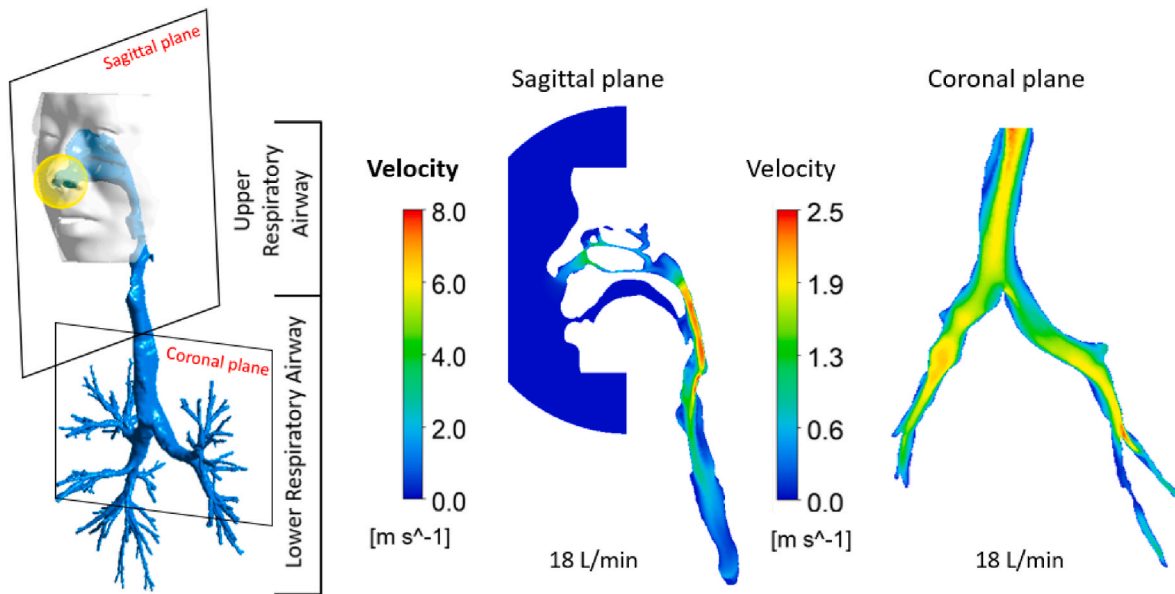 Sagittal plane
Upper
Respiratory
Airway
Coronal plane
Lower Respiratory Airway
Sagittal plane
Velocity
8.0
6.0
4.0
2.0
0.0
[m s^-1]
18 L/min
Coronal plane
Velocity
2.5
1.9
1.3
0.6
0.0
[m s^-1]
18 L/min